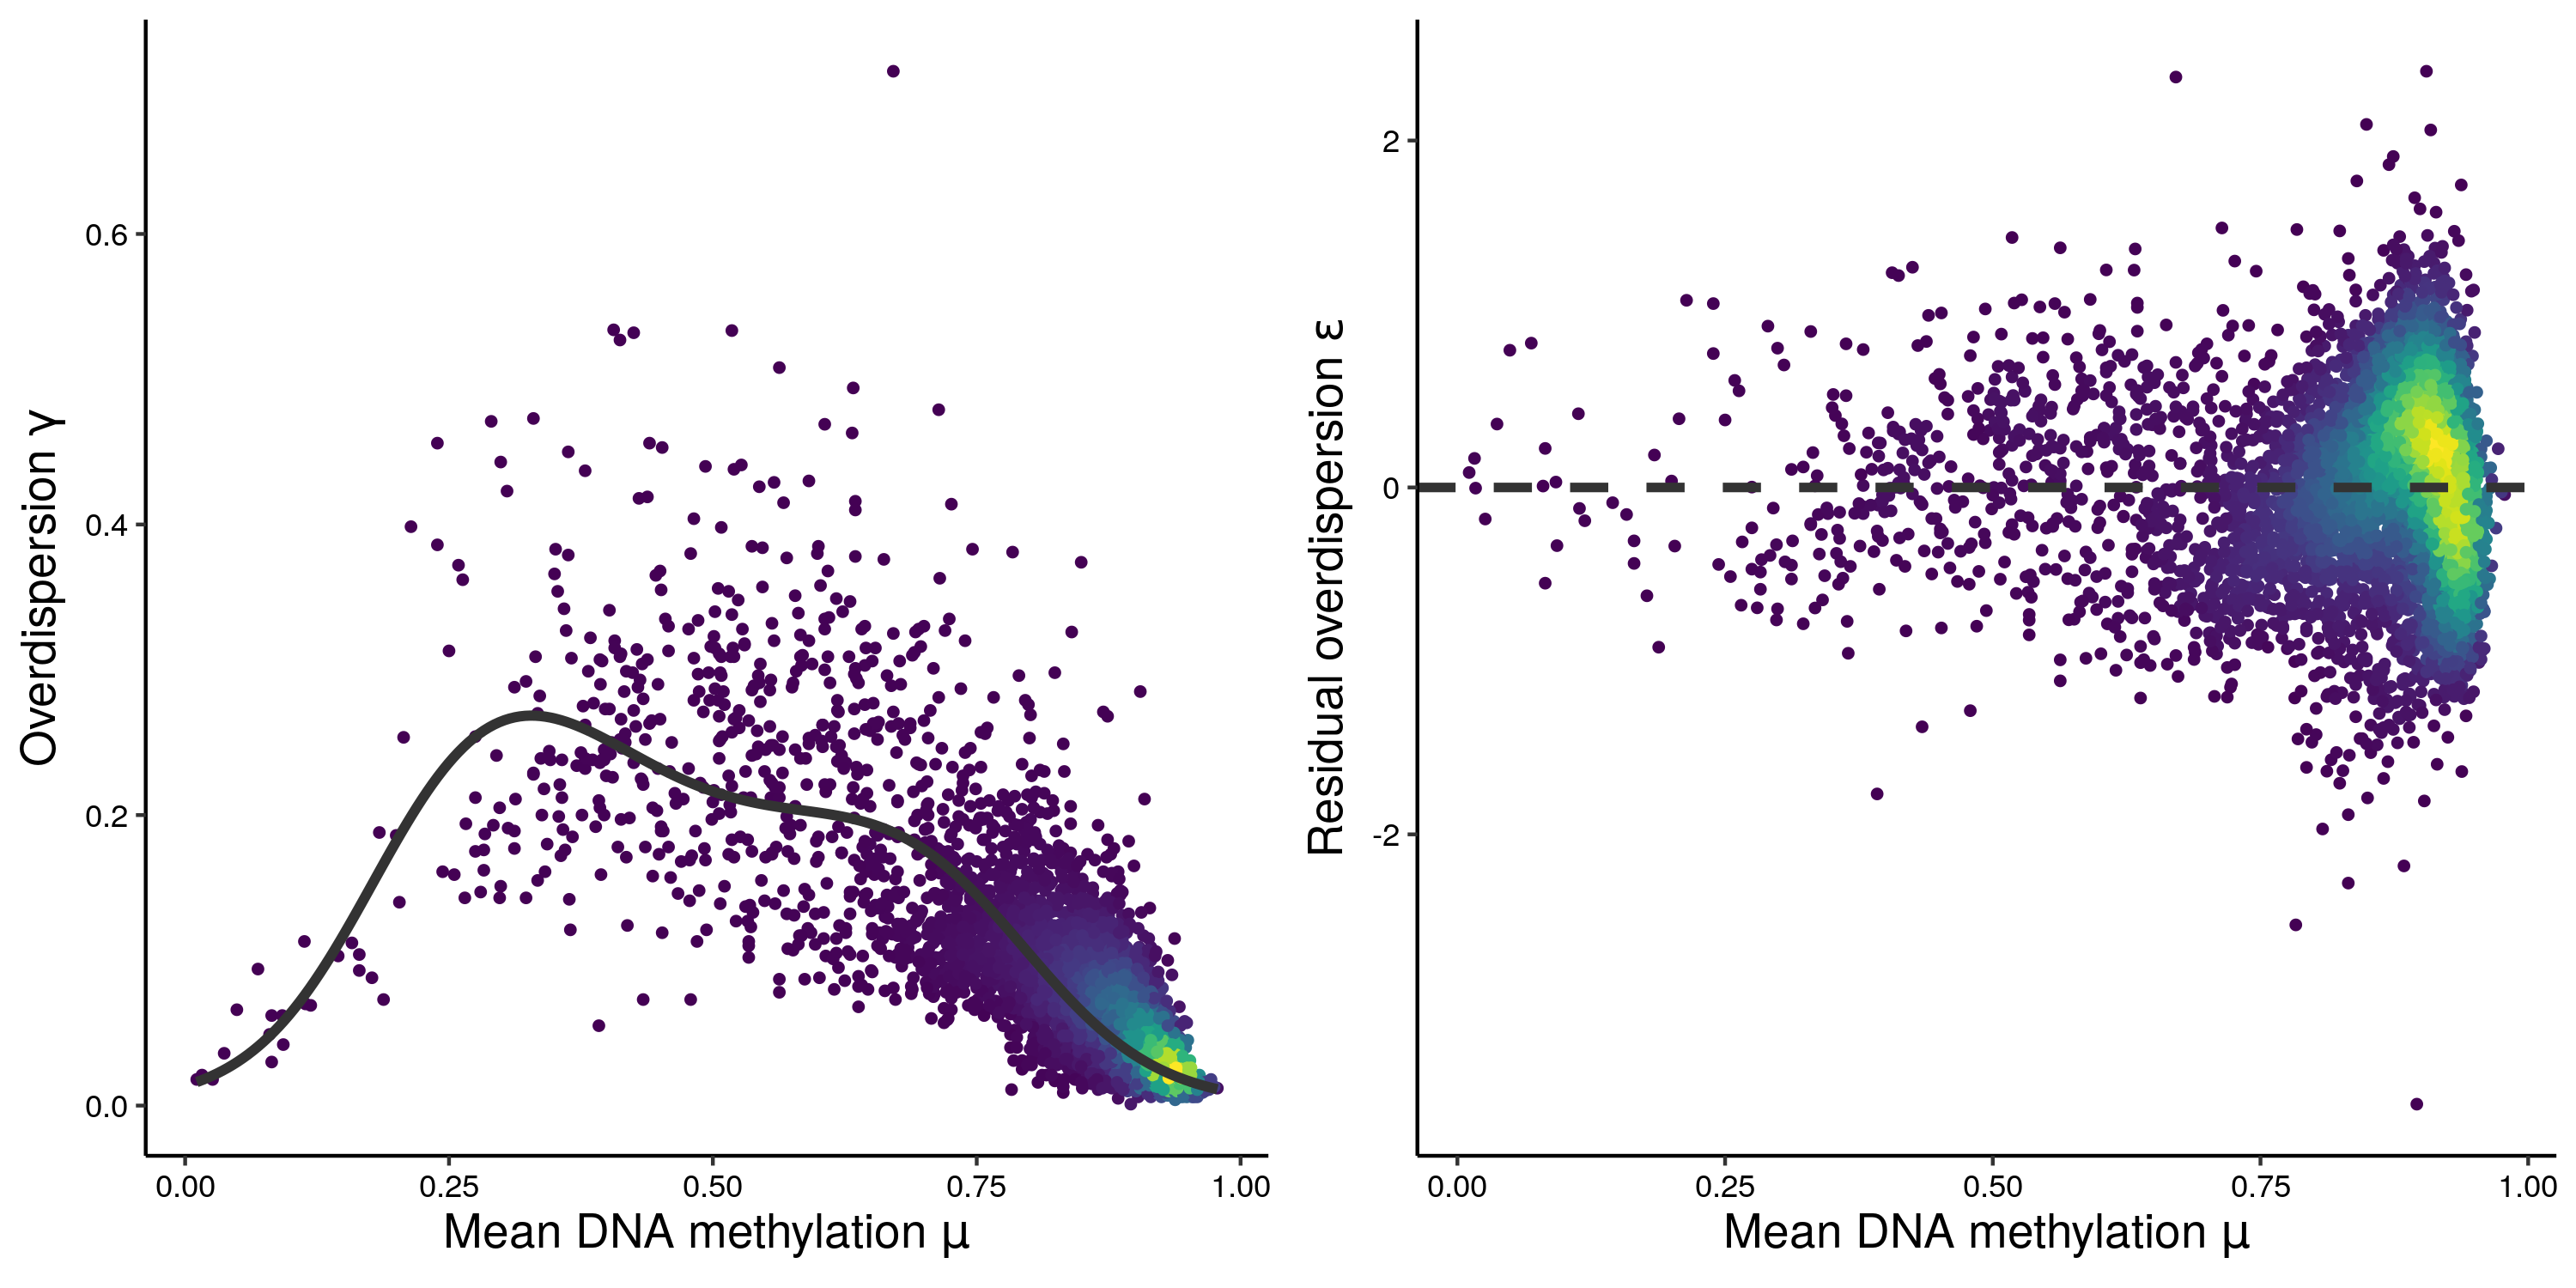 Overdispersion γ
0.6
0.4
0.2
0.0
0.00 0.25 0.50 0.75 1.00
Mean DNA methylation μ
Residual overdispersion ε
2
0
-2
0.00 0.25 0.50 0.75 1.00
Mean DNA methylation μ